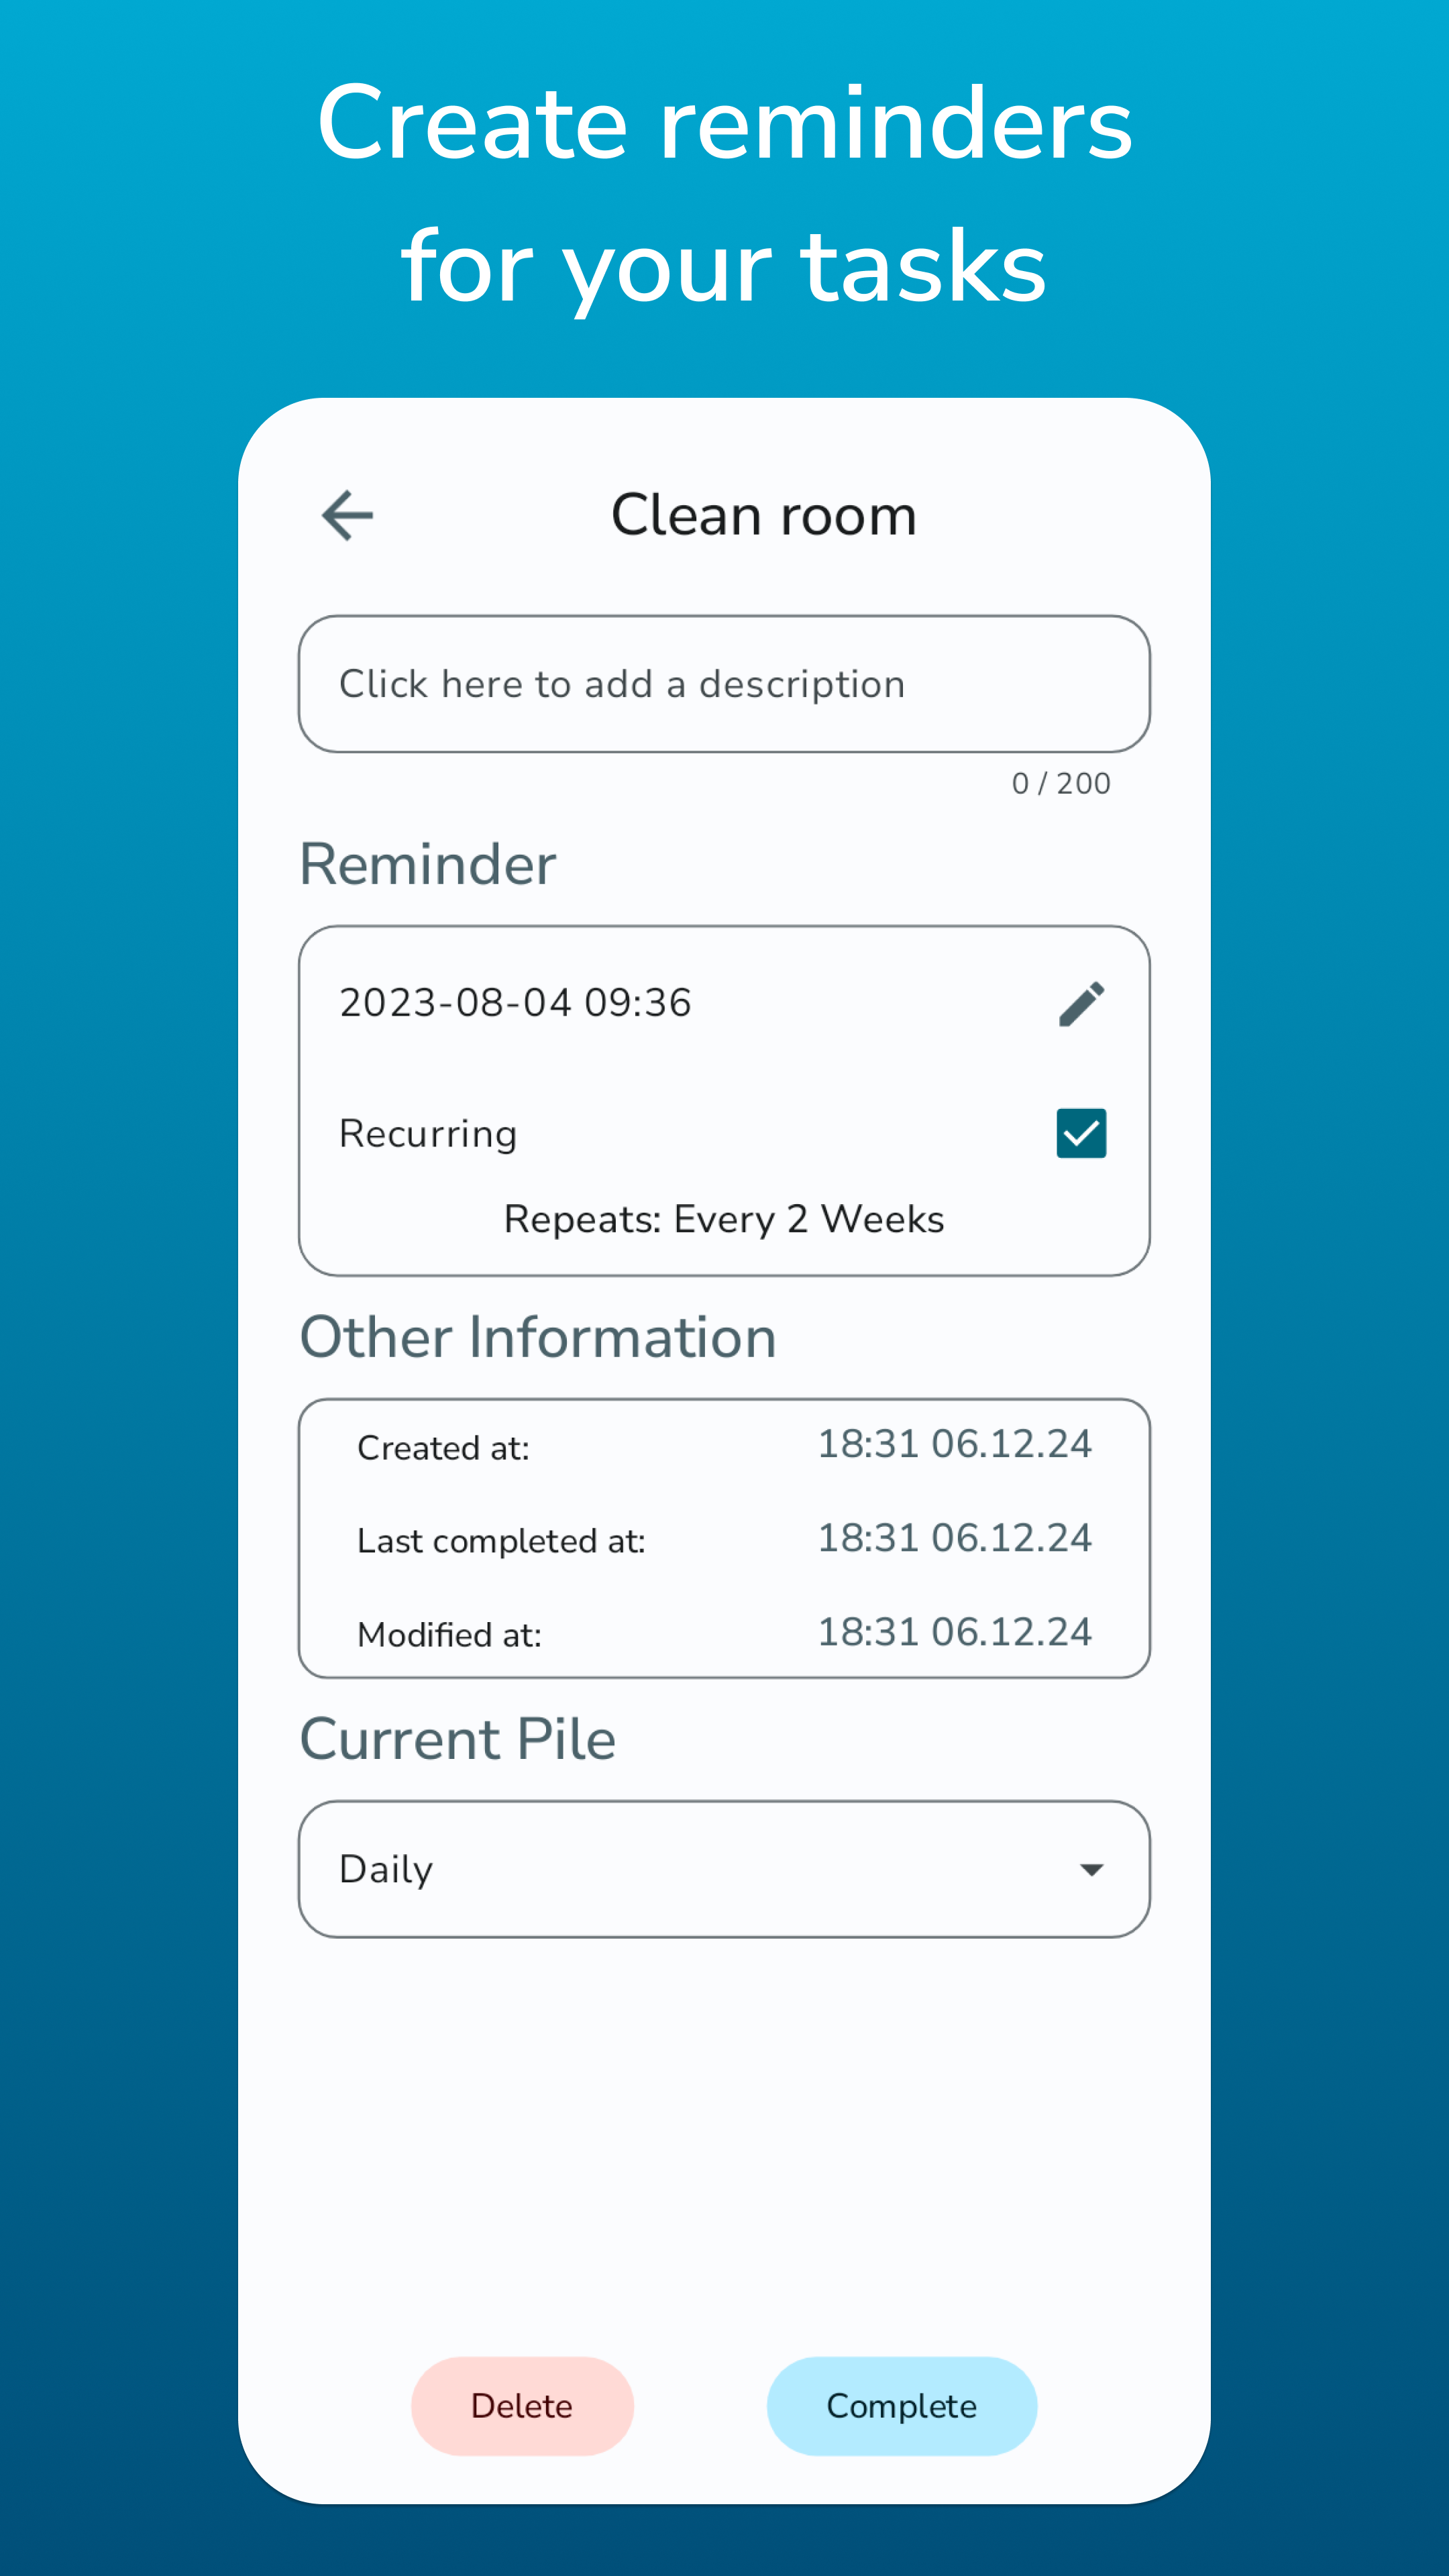 Create reminders
for your tasks
Clean room
Click here to add a description
0 / 200
Reminder
2023-08-04 09:36
Recurring
Repeats: Every 2 Weeks
Other Information
Created at: 18:31 06.12.24
Last completed at: 18:31 06.12.24
Modified at: 18:31 06.12.24
Current Pile
Daily
Delete Complete